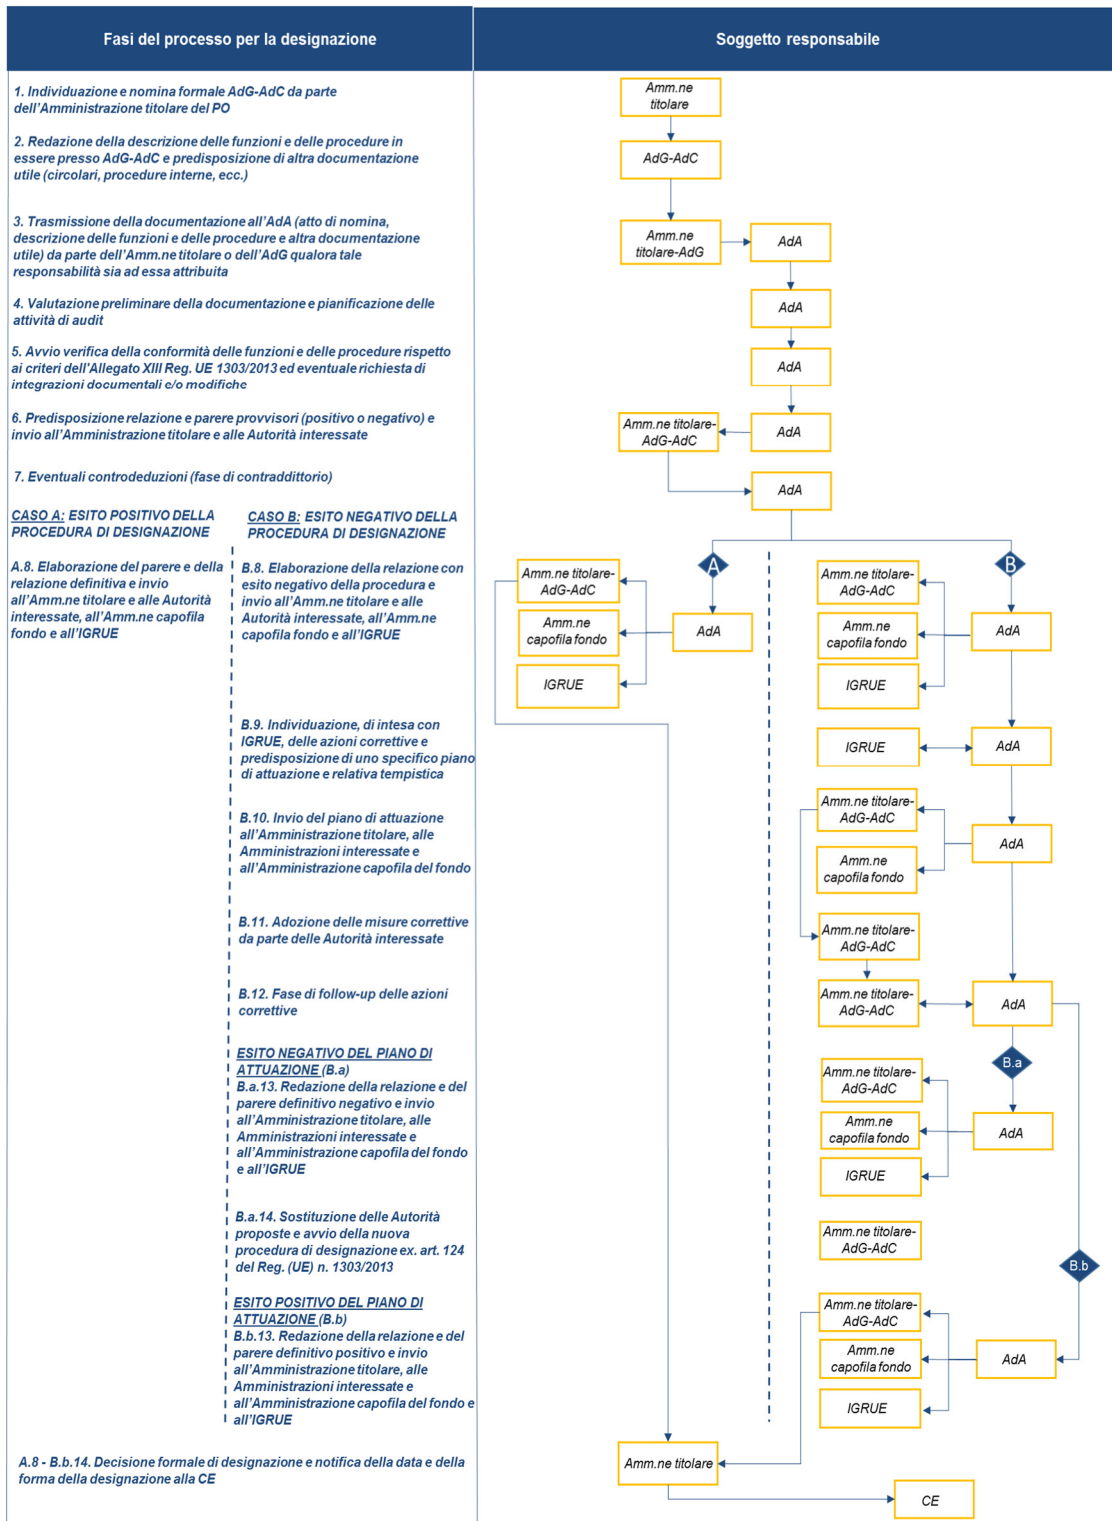 Fasi del processo per la designazione
Soggetto responsabile
1. Individuazione e nomina formale AdG-AdC da parte
dell'Amministrazione titolare del PO
2. Redazione della descrizione delle funzioni e delle procedure in
essere presso AdG-AdC e predisposizione di altra documentazione
utile (circolari, procedure interne, ecc.)
3. Trasmissione della documentazione all'AdA (atto di nomina,
descrizione delle funzioni e delle procedure e altra documentazione
utile) da parte dell'Amm.ne titolare o dell'AdG qualora tale
responsabilità sia ad essa attribuita
4. Valutazione preliminare della documentazione e pianificazione delle
attività di audit
5. Avvio verifica della conformità delle funzioni e delle procedure rispetto
ai criteri dell'Allegato XIII Reg. UE 1303/2013 ed eventuale richiesta di
integrazioni documentali e/o modifiche
6. Predisposizione relazione e parere provvisori (positivo o negativo) e
invio all'Amministrazione titolare e alle Autorità interessate
7. Eventuali controdeduzioni (fase di contraddittorio)
CASO A: ESITO POSITIVO DELLA
PROCEDURA DI DESIGNAZIONE
A.8. Elaborazione del parere e della
relazione definitiva e invio
all'Amm.ne titolare e alle Autorità
interessate, all'Amm.ne capofila
fondo e all'IGRUE
CASO B: ESITO NEGATIVO DELLA
PROCEDURA DI DESIGNAZIONE
B.8. Elaborazione della relazione con
esito negativo della procedura e
invio all'Amm.ne titolare e alle
Autorità interessate, all'Amm.ne
capofila fondo e all'IGRUE
B.9. Individuazione, di intesa con
IGRUE, delle azioni correttive e
predisposizione di uno specifico piano
di attuazione e relativa tempistica
B.10. Invio del piano di attuazione
all'Amministrazione titolare, alle
Amministrazioni interessate e
all'Amministrazione capofila del fondo
B.11. Adozione delle misure correttive
da parte delle Autorità interessate
B.12. Fase di follow-up delle azioni
correttive
ESITO NEGATIVO DEL PIANO DI
ATTUAZIONE (B.a)
B.a.13. Redazione della relazione e del
parere definitivo negativo e invio
all'Amministrazione titolare, alle
Amministrazioni interessate e
all'Amministrazione capofila del fondo
e all'IGRUE
B.a.14. Sostituzione delle Autorità
proposte e avvio della nuova
procedura di designazione ex. art. 124
del Reg. (UE) n. 1303/2013
ESITO POSITIVO DEL PIANO DI
ATTUAZIONE (B.b)
B.b.13. Redazione della relazione e del
parere definitivo positivo e invio
all'Amministrazione titolare, alle
Amministrazioni interessate e
all'Amministrazione capofila del fondo e
all'IGRUE
A.8 - B.b.14. Decisione formale di designazione e notifica della data e della
forma della designazione alla CE
Amm.ne
titolare
AdG-AdC
Amm.ne
titolare-AdG
AdA
AdA
AdA
Amm.ne titolare-
AdG-AdC
AdA
AdA
A
Amm.ne titolare-
AdG-AdC
Amm.ne
capofila fondo
AdA
IGRUE
B
Amm.ne titolare-
AdG-AdC
Amm.ne
capofila fondo
AdA
IGRUE
IGRUE
AdA
Amm.ne titolare-
AdG-AdC
AdA
Amm.ne
capofila fondo
Amm.ne titolare-
AdG-AdC
Amm.ne titolare-
AdG-AdC
AdA
B.a
Amm.ne titolare-
AdG-AdC
Amm.ne
capofila fondo
AdA
IGRUE
Amm.ne titolare-
AdG-AdC
B.b
Amm.ne titolare-
AdG-AdC
Amm.ne
capofila fondo
AdA
IGRUE
Amm.ne titolare
CE